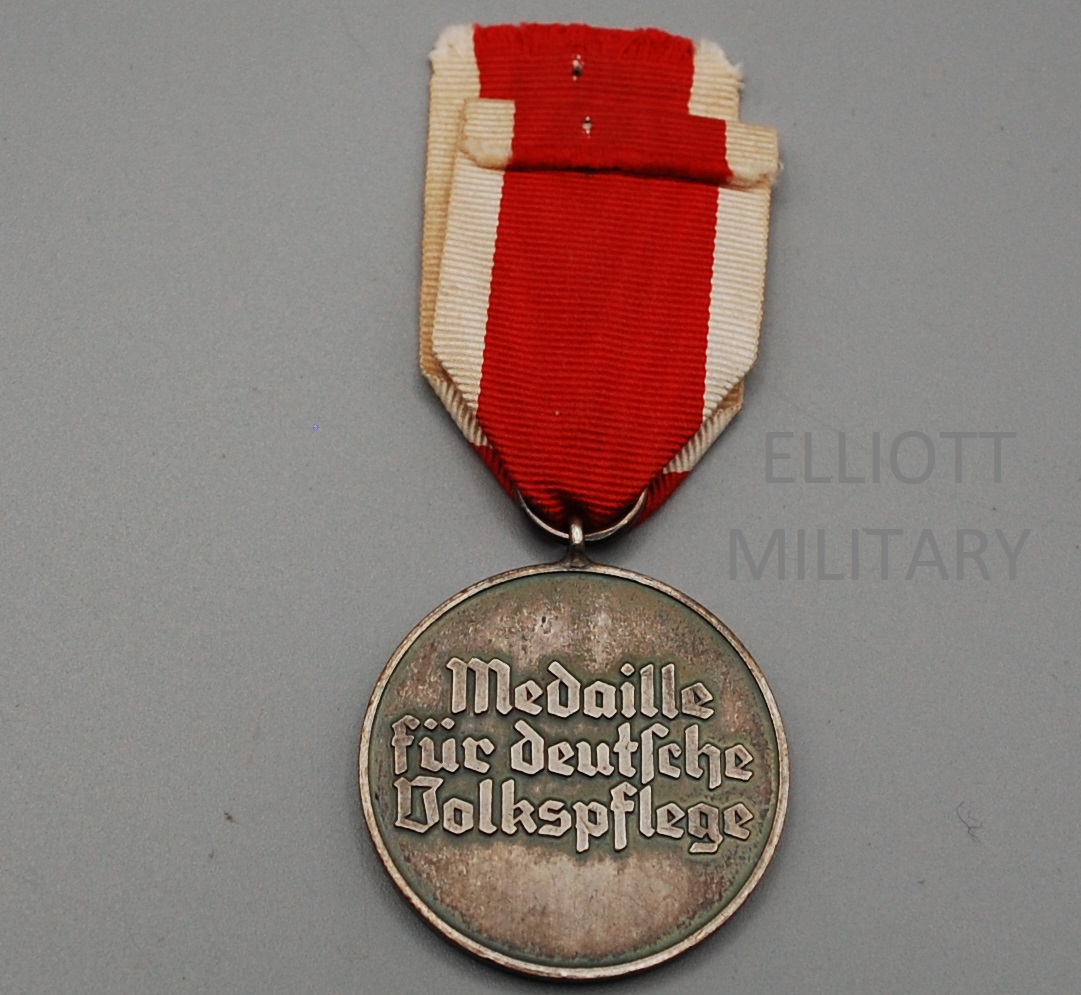 ELLIOTT
MILITARY
Medaille
für deutſche
Volkspflege